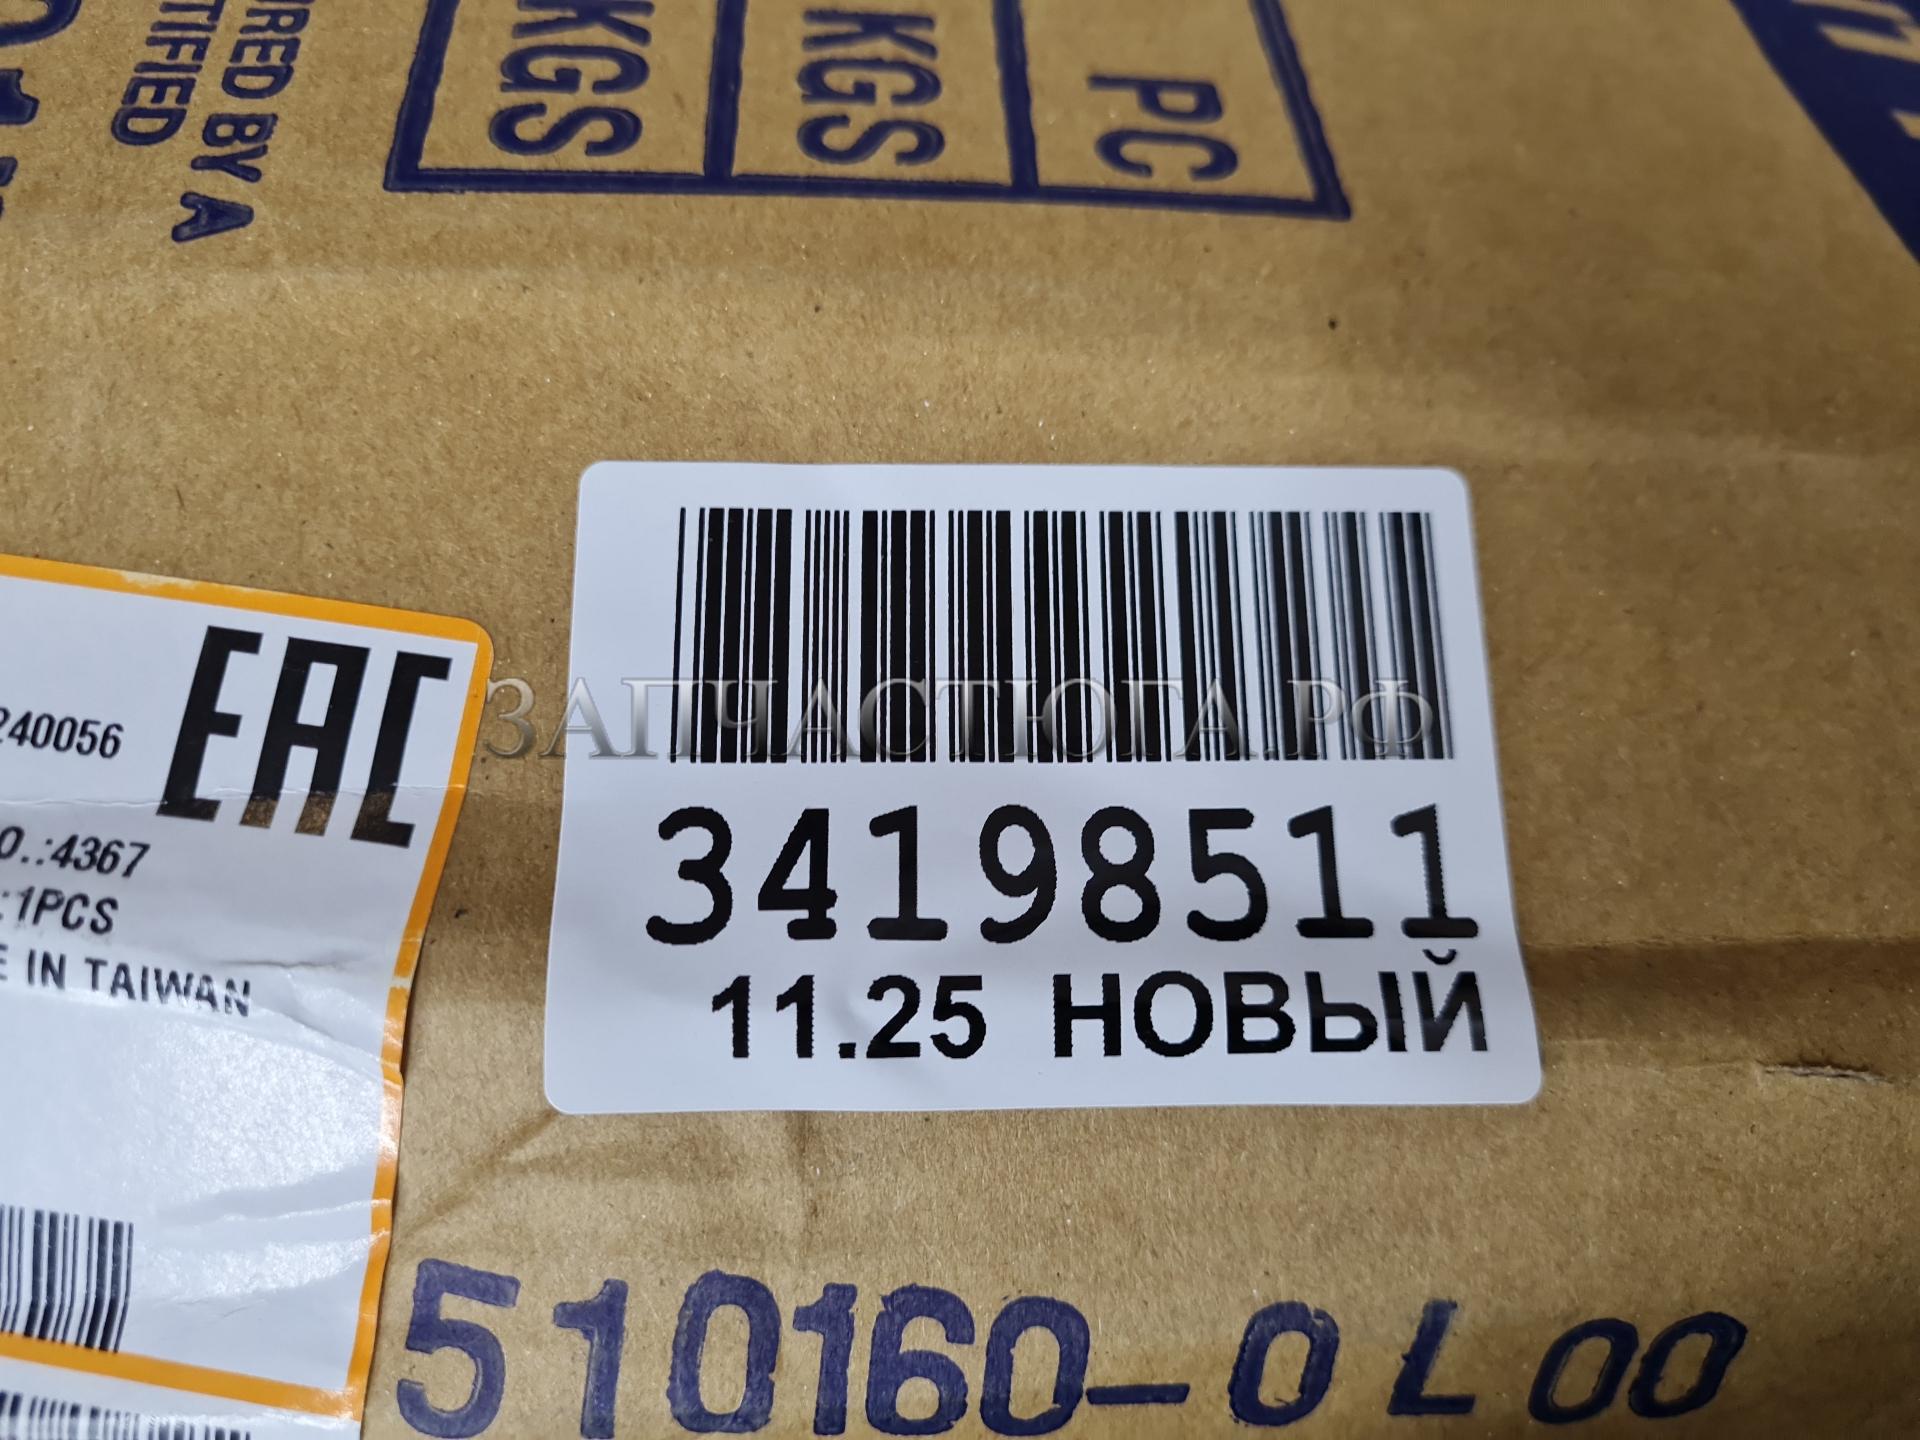 KGS
KGS
PC
BY A
TIFIED
240056
EAC
ЗАПЧАСТЮГА.РФ
O.:4367
:1PCS
E IN TAIWAN
34198511
11.25 НОВЫЙ
510160-0L00